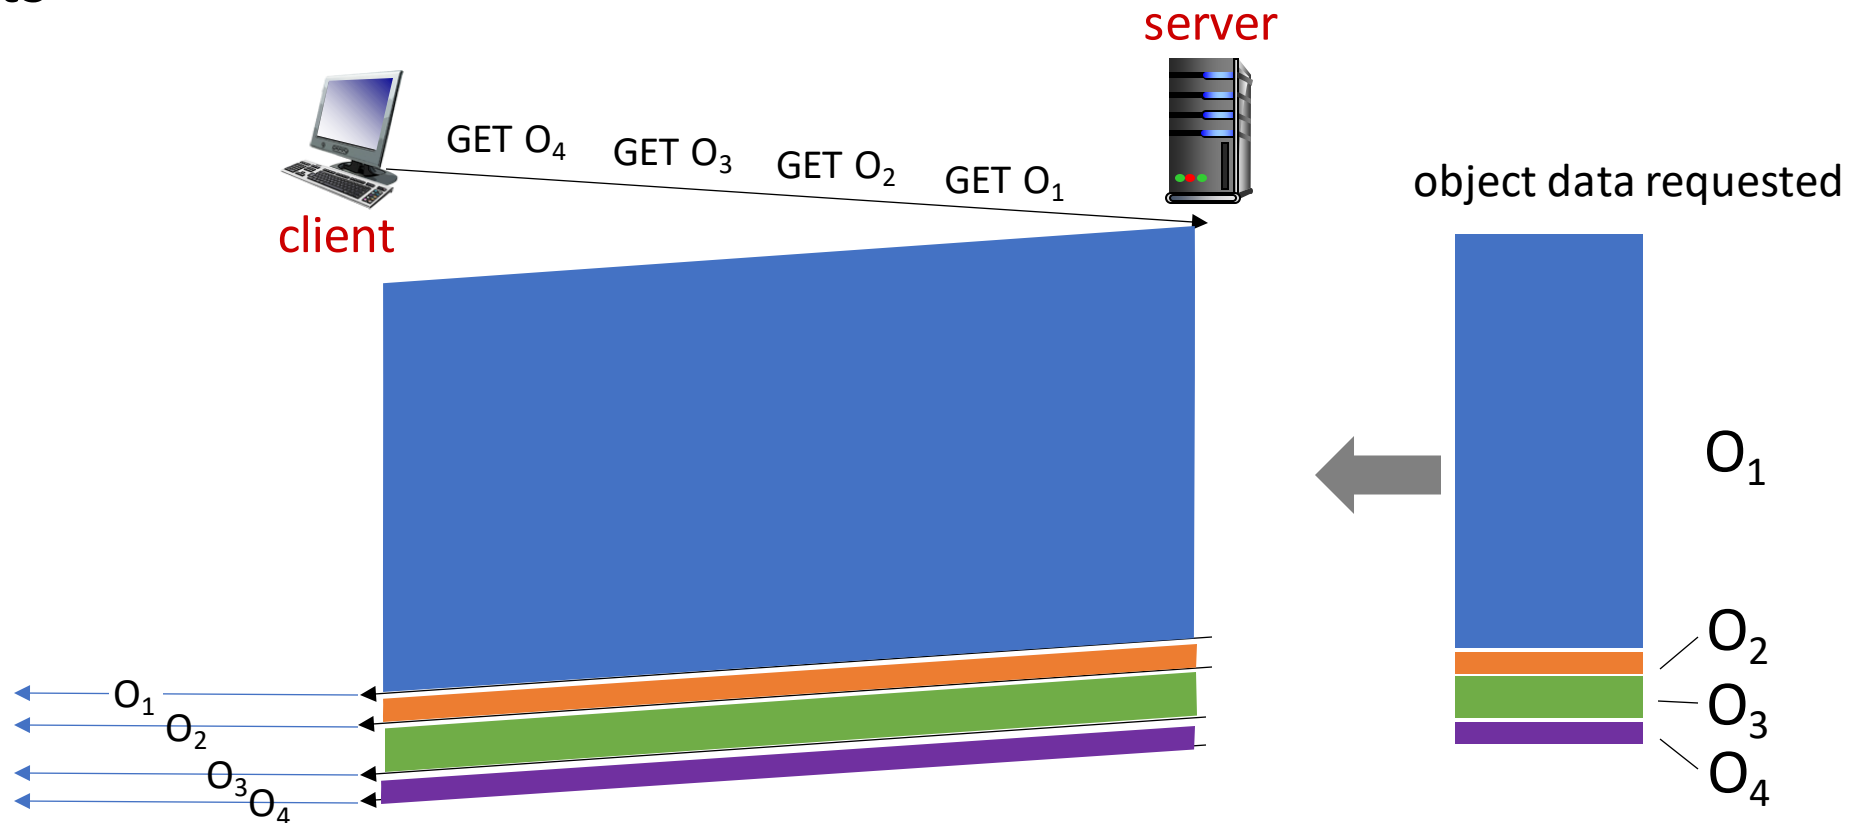 server
GET O₄
GET O₃
GET O₂
GET O₁
client
object data requested
O₁
O₂
O₃
O₄
O₁
O₂
O₃
O₄